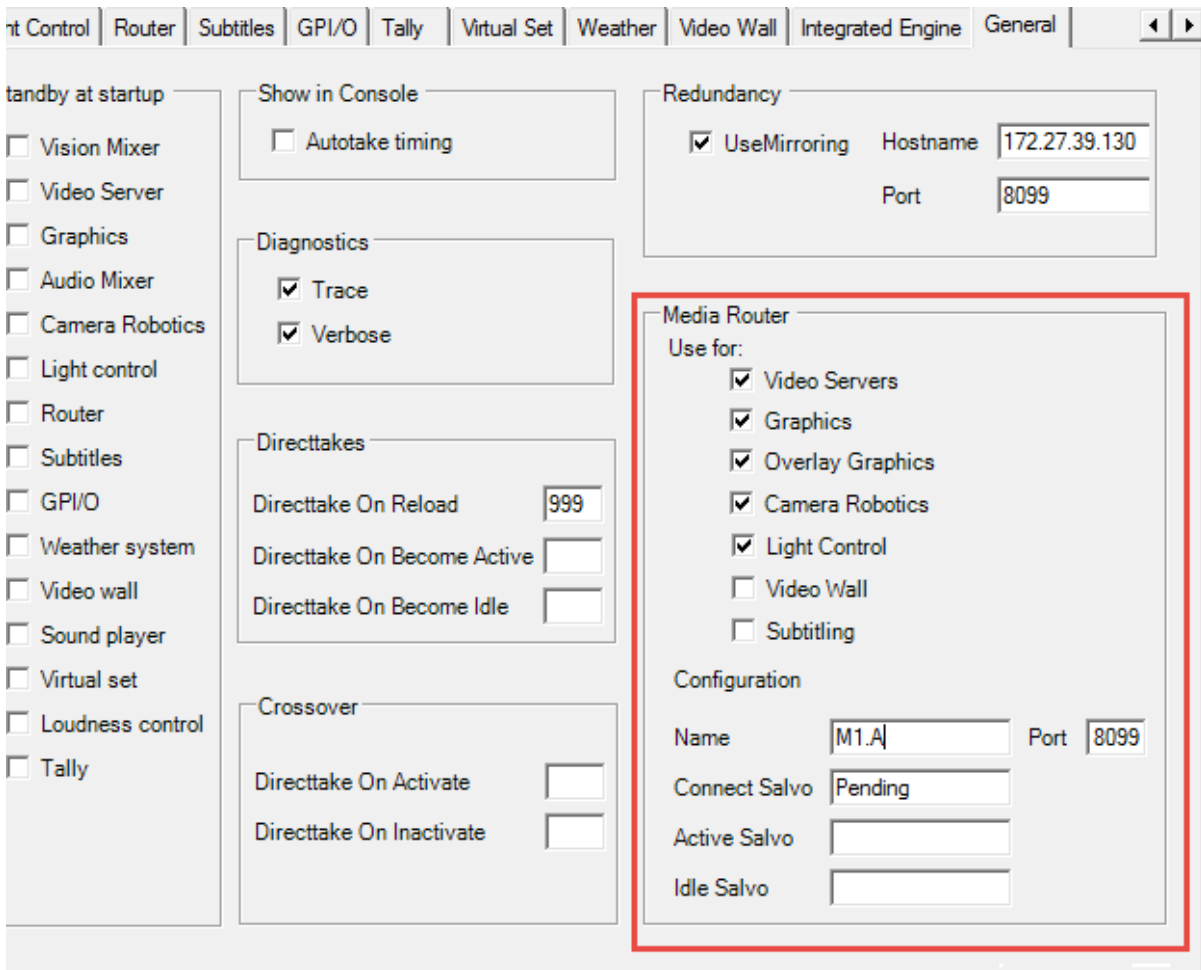 nt Control Router Subtitles GPI/O Tally Virtual Set Weather Video Wall Integrated Engine General
tandby at startup
Vision Mixer
Video Server
Graphics
Audio Mixer
Camera Robotics
Light control
Router
Subtitles
GPI/O
Weather system
Video wall
Sound player
Virtual set
Loudness control
Tally
Show in Console
Autotake timing
Diagnostics
Trace
Verbose
Directtakes
Directtake On Reload 999
Directtake On Become Active
Directtake On Become Idle
Crossover
Directtake On Activate
Directtake On Inactivate
Redundancy
UseMirroring Hostname 172.27.39.130
Port 8099
Media Router
Use for:
Video Servers
Graphics
Overlay Graphics
Camera Robotics
Light Control
Video Wall
Subtitling
Configuration
Name M1.A Port 8099
Connect Salvo Pending
Active Salvo
Idle Salvo